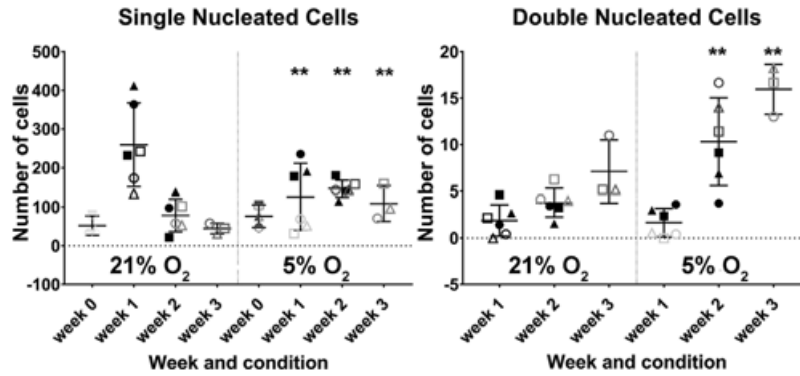 Single Nucleated Cells
Number of cells
500
400
300
200
100
0
-100
** ** **
21% O2
5% O2
week 0
week 1
week 2
week 3
week 0
week 1
week 2
week 3
Week and condition
Double Nucleated Cells
Number of cells
20
15
10
5
0
-5
** **
21% O2
5% O2
week 1
week 2
week 3
week 1
week 2
week 3
Week and condition